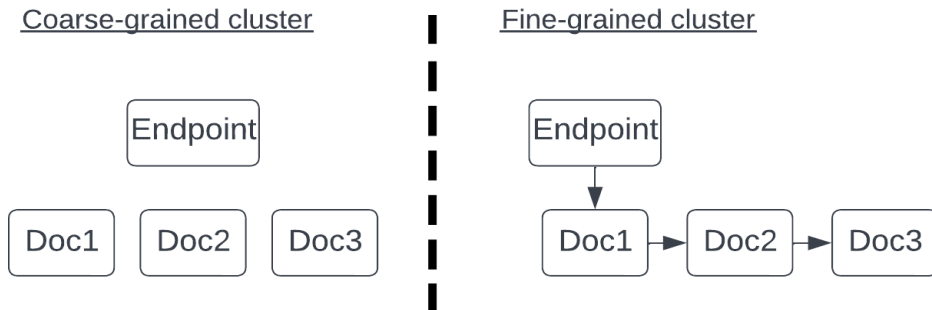 Coarse-grained cluster
Endpoint
Doc1 Doc2 Doc3
Fine-grained cluster
Endpoint
Doc1 Doc2 Doc3